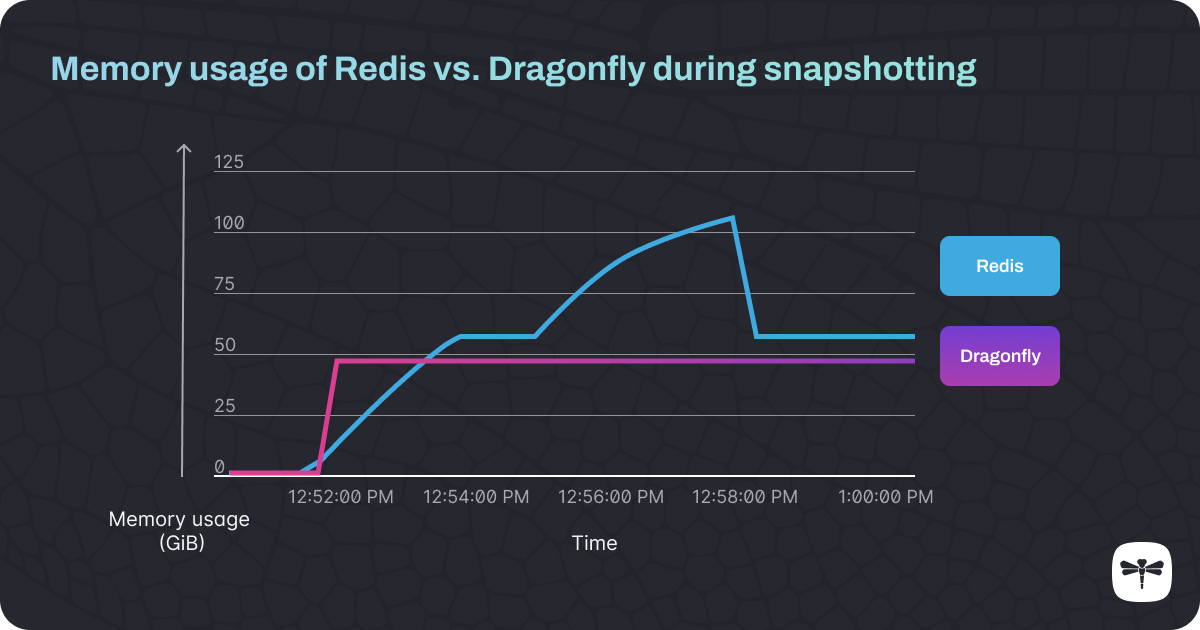 Memory usage of Redis vs. Dragonfly during snapshotting
125
100
75
50
25
0
Redis
Dragonfly
12:52:00 PM 12:54:00 PM 12:56:00 PM 12:58:00 PM 1:00:00 PM
Memory usage
(GiB)
Time